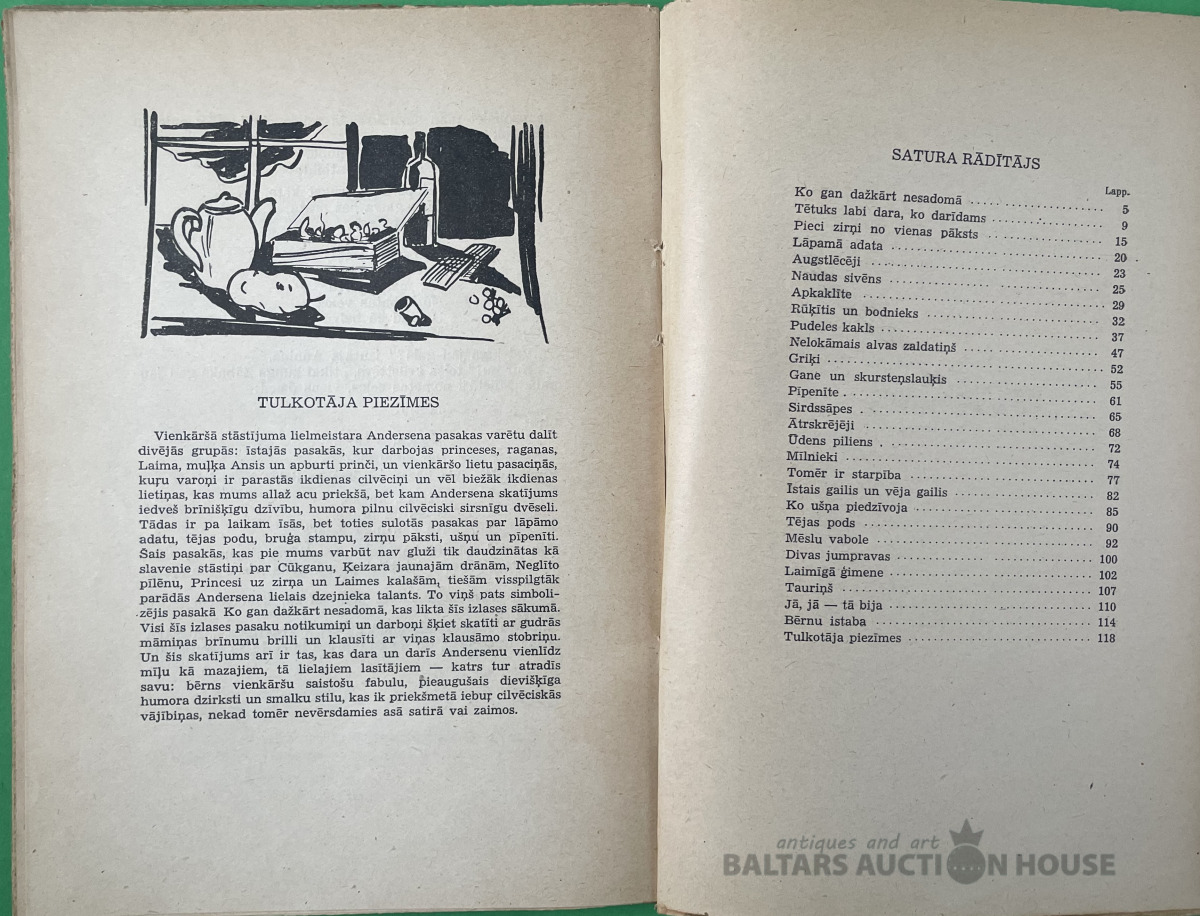 TULKOTĀJA PIEZĪMES
Vienkāršā stāstījuma lielmeistara Andersena pasakas varētu dalīt
divējās grupās: īstajās pasakās, kur darbojas princeses, raganas,
Laima, muļķa Ansis un apburti prinči, un vienkāršo lietu pasaciņās,
kuŗu varoņi ir parastās ikdienas cilvēciņi un vēl biežāk ikdienas
lietiņas, kas mums allaž acu priekšā, bet kam Andersena skatījums
iedveš brīnišķīgu dzīvību, humora pilnu cilvēciski sirsnīgu dvēseli.
Tādas ir pa laikam īsās, bet toties sulotās pasakas par lāpāmo
adatu, tējas podu, bruģa stampu, zirņu pāksti, ušņu un pīpenīti.
Šais pasakās, kas pie mums varbūt nav gluži tik daudzinātas kā
slavenie stāstiņi par Cūkganu, Ķeizara jaunajām drānām, Neglīto
pīlēnu, Princesi uz zirņa un Laimes kalašām, tiešām visspilgtāk
parādās Andersena lielais dzejnieka talants. To viņš pats simboli-
zējis pasakā Ko gan dažkārt nesadomā, kas likta šīs izlases sākumā.
Visi šīs izlases pasaku notikumiņi un darboņi šķiet skatīti ar gudrās
māmiņas brīnumu brilli un klausīti ar viņas klausāmo stobriņu.
Un šis skatījums arī ir tas, kas dara un darīs Andersenu vienlīdz
mīļu kā mazajiem, tā lielajiem lasītājiem — katrs tur atradīs
savu: bērns vienkāršu saistošu fabulu, pieaugušais dievišķīga
humora dzirksti un smalku stilu, kas ik priekšmetā iebuŗ cilvēciskās
vājībiņas, nekad tomēr nevērsdamies asā satirā vai zaimos.
SATURA RĀDĪTĀJS
Lapp.
Ko gan dažkārt nesadomā 5
Tētuks labi dara, ko darīdams 9
Pieci zirņi no vienas pāksts 15
Lāpamā adata 20
Augstlēcēji 23
Naudas sivēns 25
Apkaklīte 29
Rūķītis un bodnieks 32
Pudeles kakls 37
Nelokāmais alvas zaldatiņš 47
Griķi 52
Gane un skursteņslauķis 55
Pīpenīte 61
Sirdssāpes 65
Ātrskrējēji 68
Ūdens piliens 72
Mīlnieki 74
Tomēr ir starpība 77
Īstais gailis un vēja gailis 82
Ko ušņa piedzīvoja 85
Tējas pods 90
Mēslu vabole 92
Divas jumpravas 100
Laimīgā ģimene 102
Tauriņš 107
Jā, jā — tā bija 110
Bērnu istaba 114
Tulkotāja piezīmes 118
antiques and art
BALTARS AUCTION HOUSE